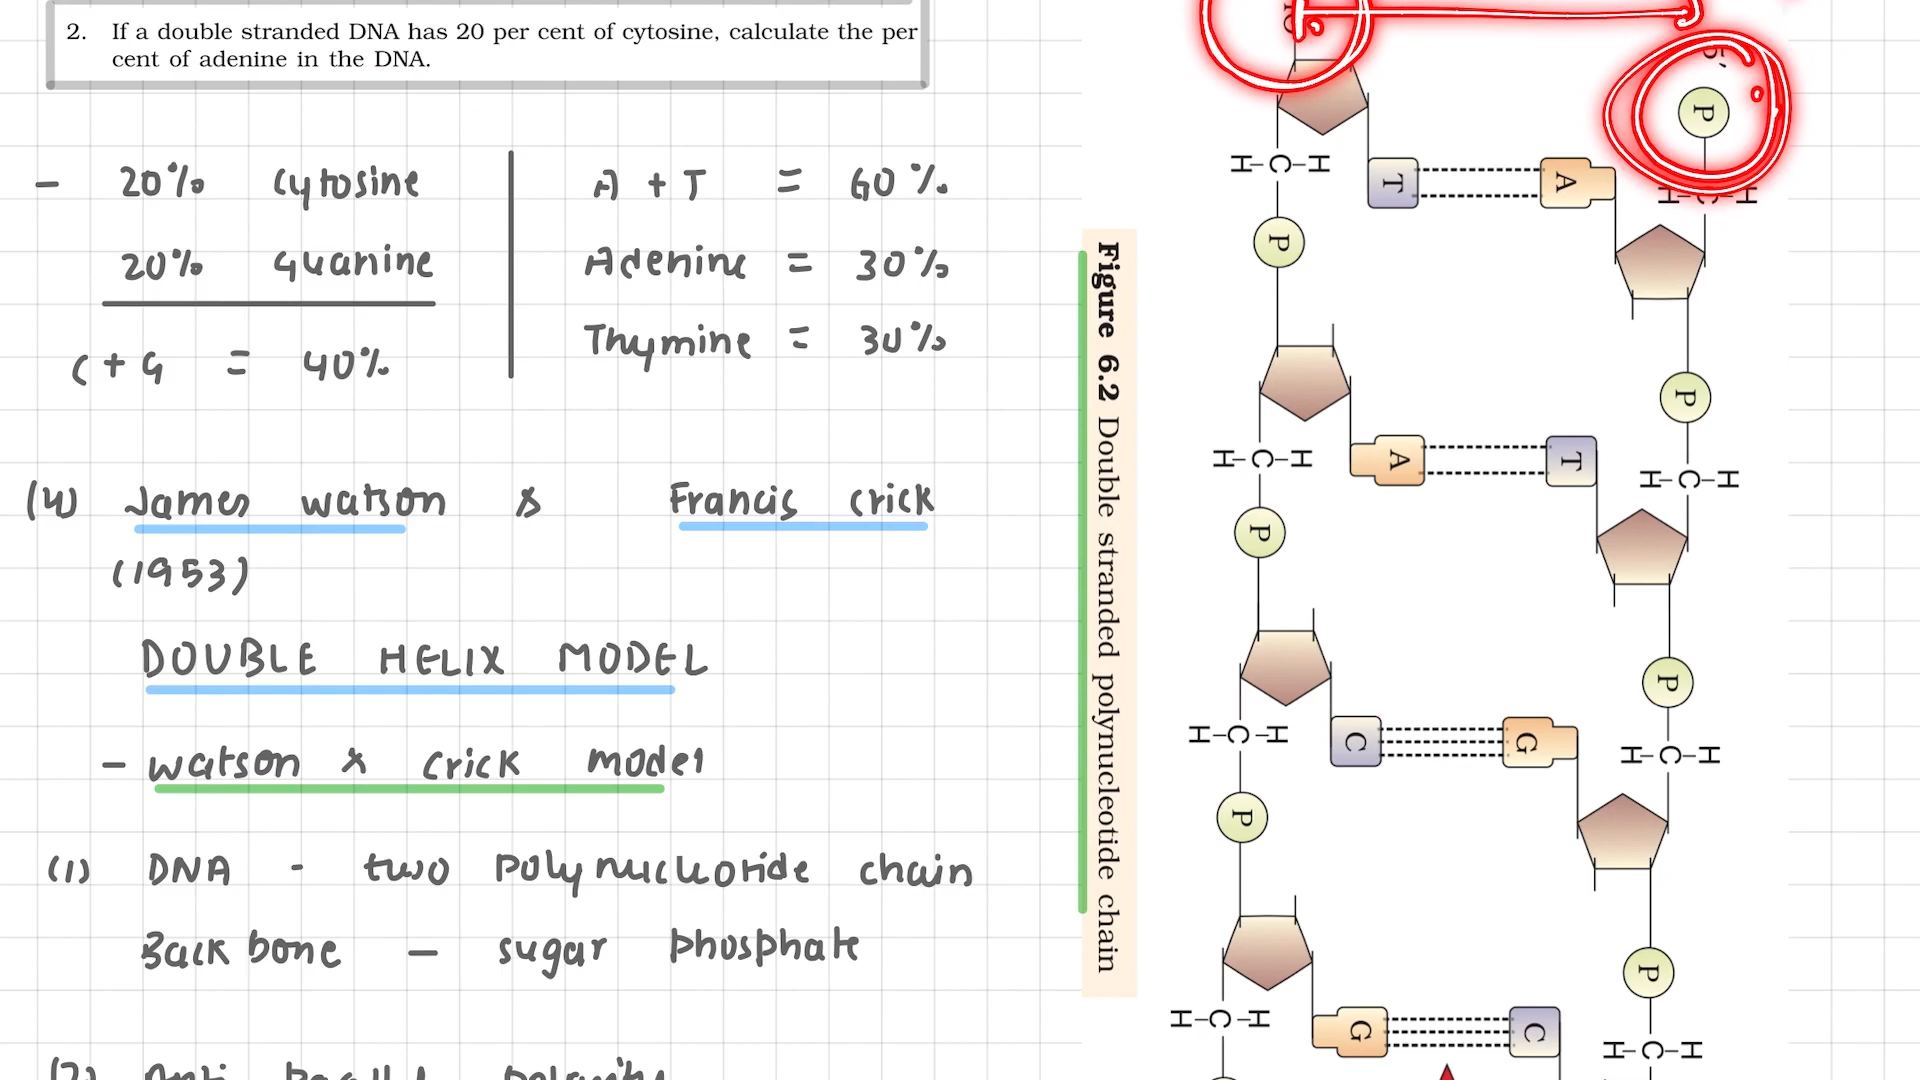 2. If a double stranded DNA has 20 per cent of cytosine, calculate the per
cent of adenine in the DNA.
- 20% Cytosine
20% Guanine
C + G = 40%
A + T = 60%
Adenine = 30%
Thymine = 30%
(4) James watson & Francis crick
(1953)
DOUBLE HELIX MODEL
- watson & crick model
(1) DNA - two polynucleotide chain
Back bone - sugar phosphate
Figure 6.2 Double stranded polynucleotide chain
5'
P
H-C-H
H-C-H
T A
P
P
H-C-H
A T
H-C-H
P
P
H-C-H
C G
H-C-H
P
P
H-C-H
G C
H-C-H